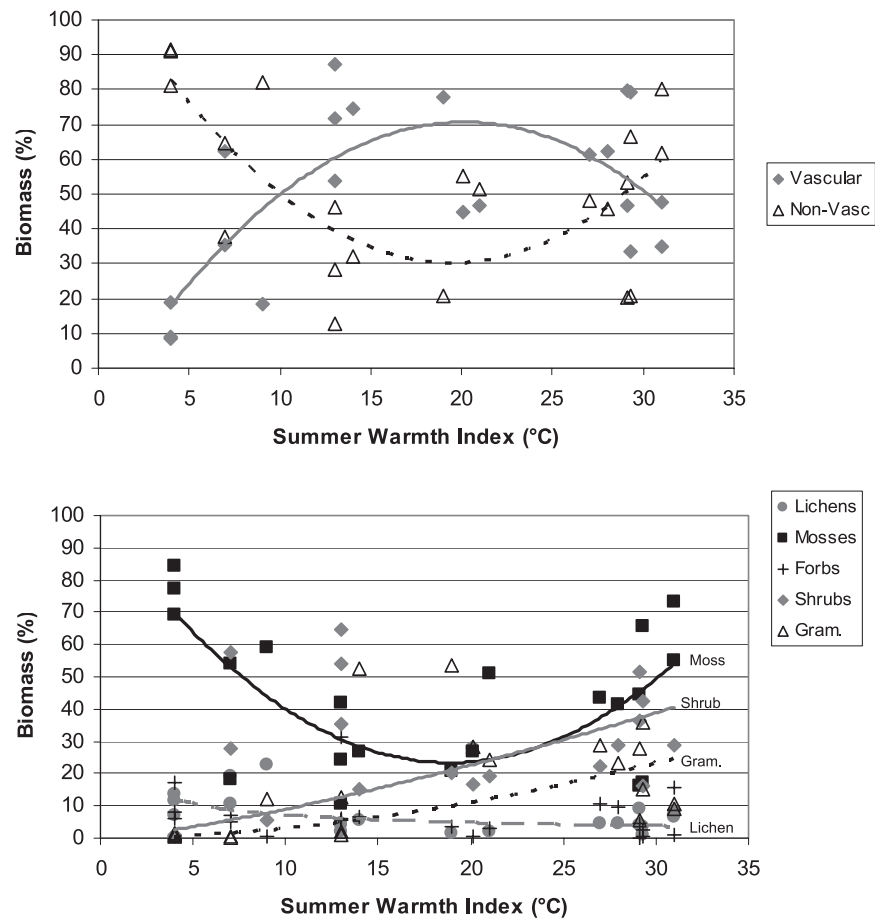 100
90
80
70
60
50
40
30
20
10
0
Biomass (%)
0 5 10 15 20 25 30 35
Summer Warmth Index (°C)
Vascular
Non-Vasc
100
90
80
70
60
50
40
30
20
10
0
Biomass (%)
Moss
Shrub
Gram.
Lichen
0 5 10 15 20 25 30 35
Summer Warmth Index (°C)
Lichens
Mosses
Forbs
Shrubs
Gram.